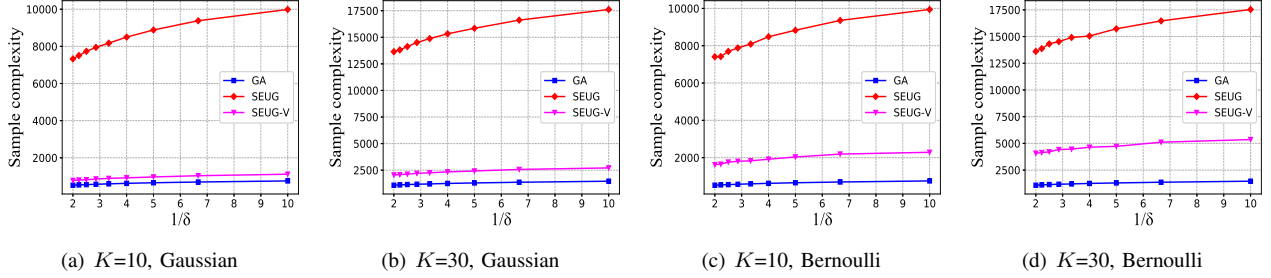 10000
8000
6000
4000
2000
Sample complexity
GA
SEUG
SEUG-V
2 3 4 5 6 7 8 9 10
1/δ
(a) K=10, Gaussian
17500
15000
12500
10000
7500
5000
2500
Sample complexity
GA
SEUG
SEUG-V
2 3 4 5 6 7 8 9 10
1/δ
(b) K=30, Gaussian
10000
8000
6000
4000
2000
Sample complexity
GA
SEUG
SEUG-V
2 3 4 5 6 7 8 9 10
1/δ
(c) K=10, Bernoulli
17500
15000
12500
10000
7500
5000
2500
Sample complexity
GA
SEUG
SEUG-V
2 3 4 5 6 7 8 9 10
1/δ
(d) K=30, Bernoulli